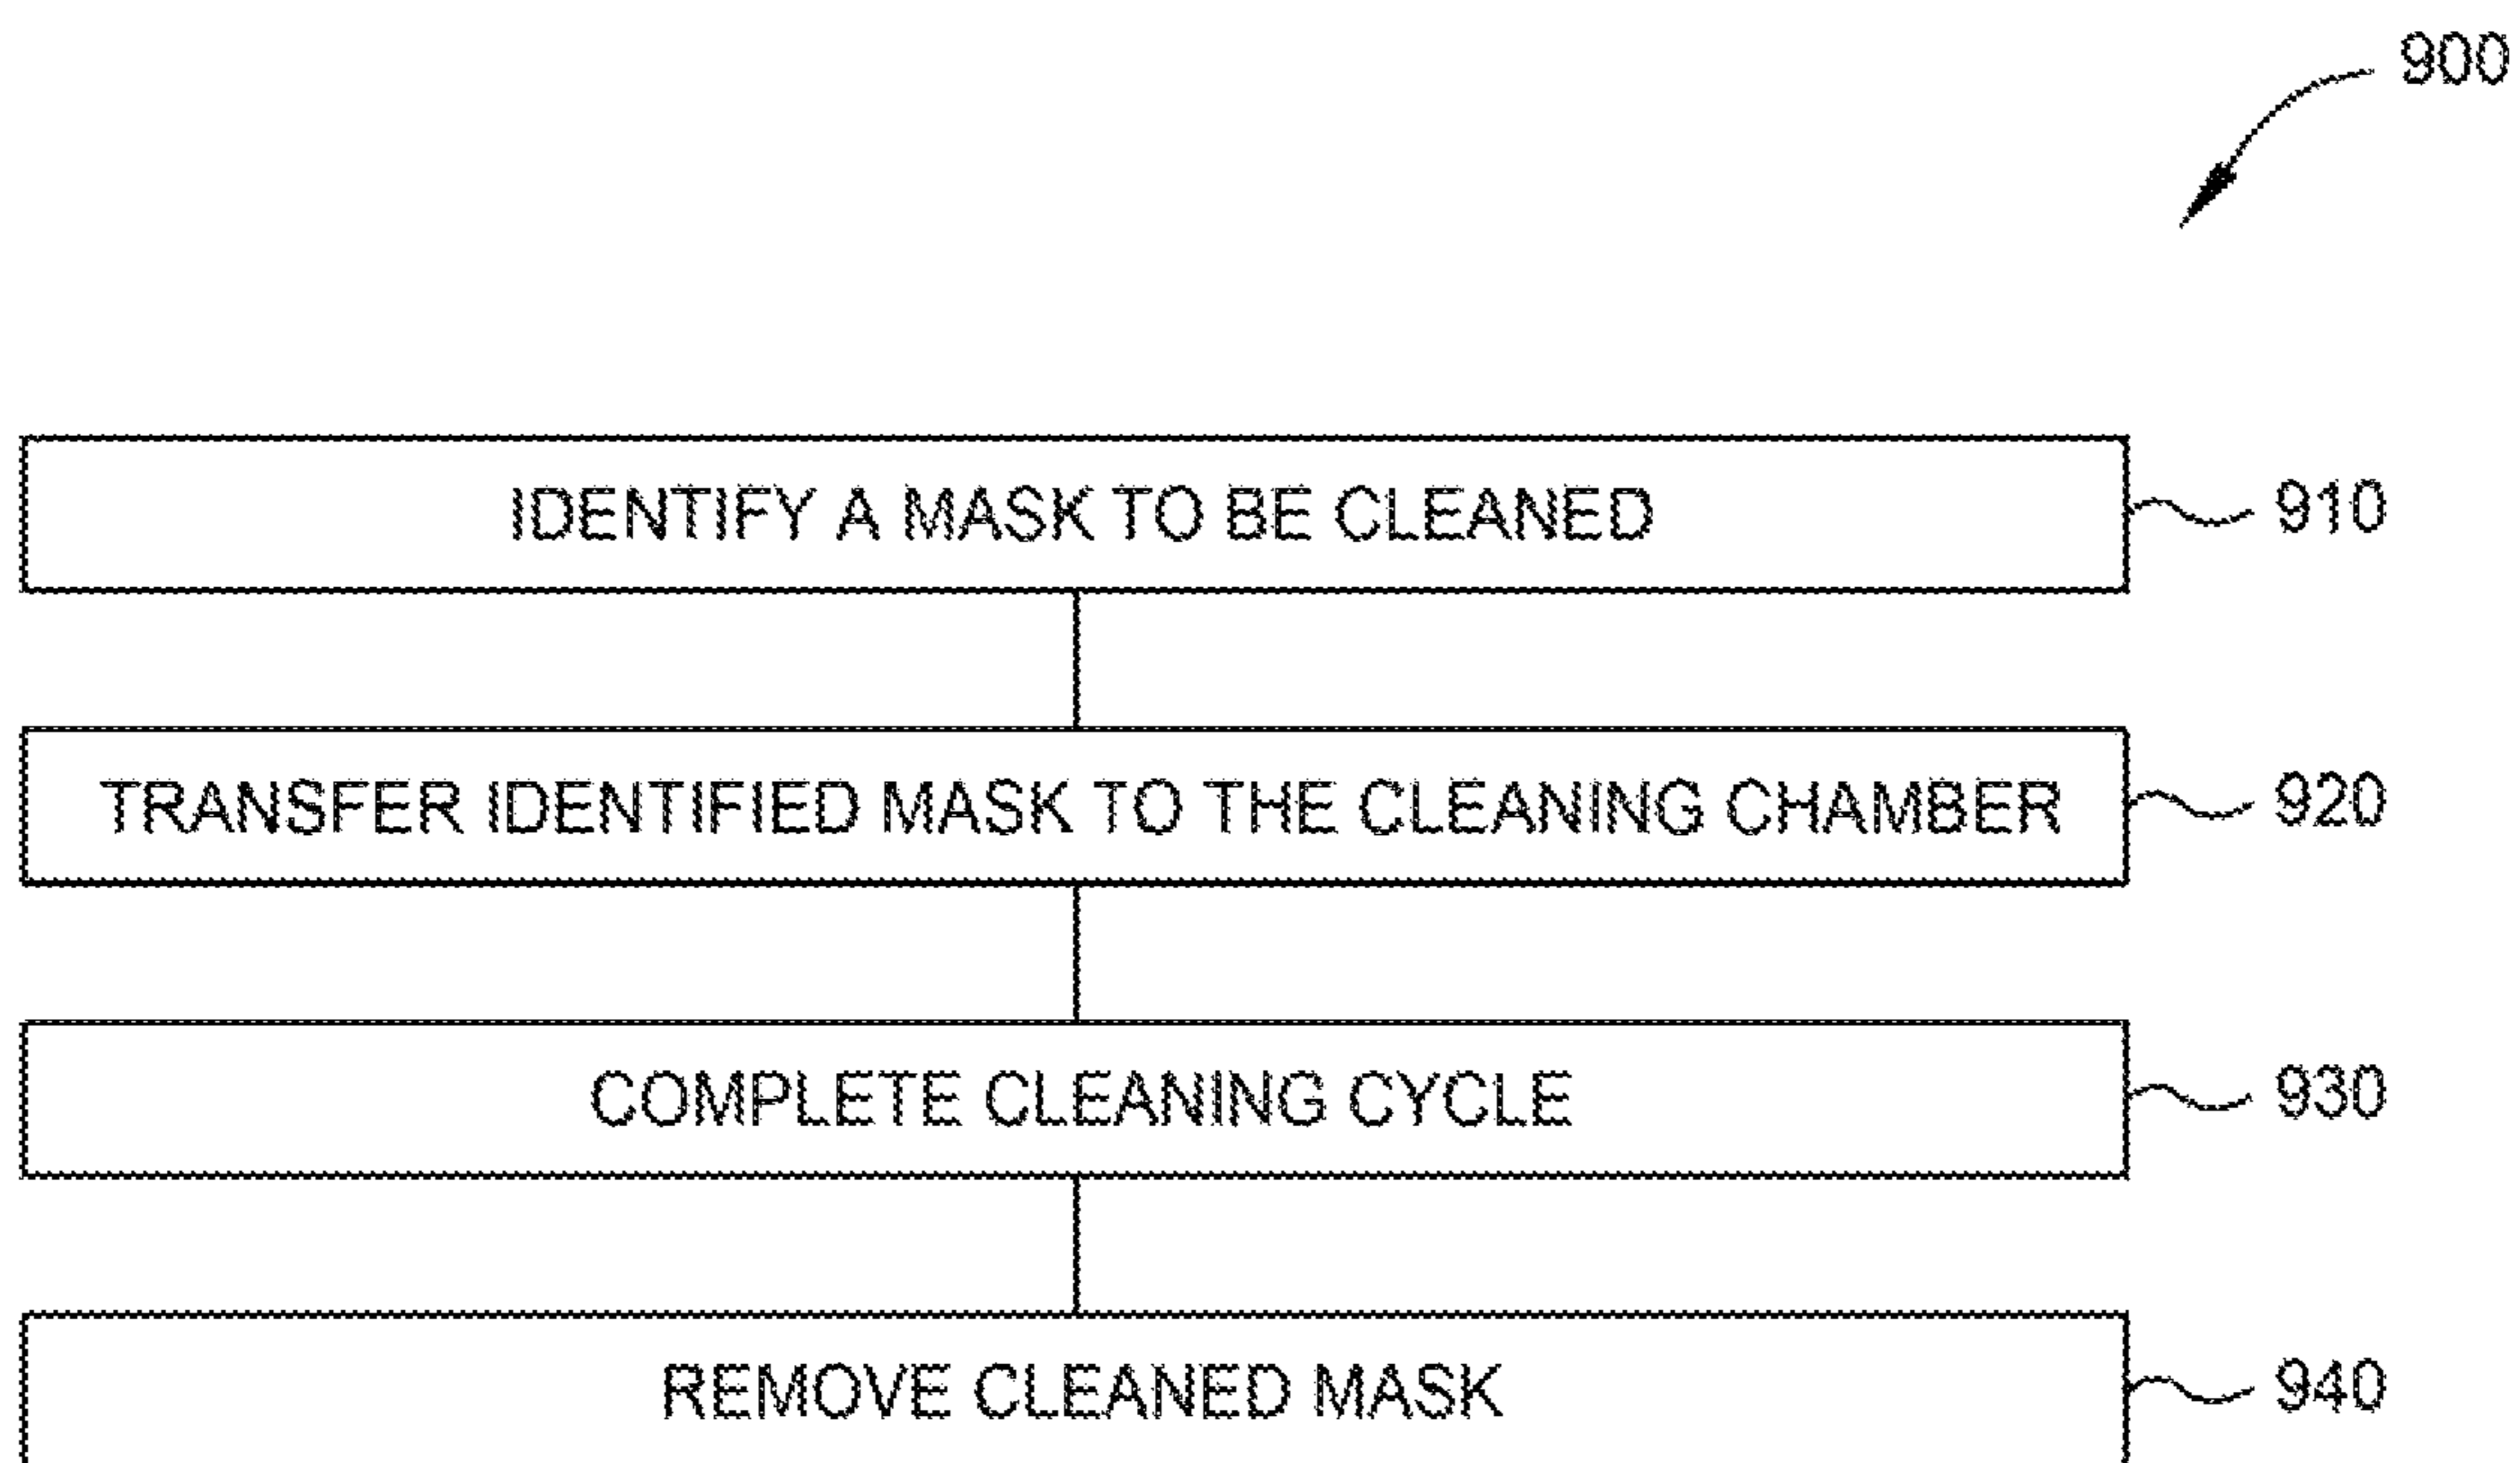 900
IDENTIFY A MASK TO BE CLEANED
910
TRANSFER IDENTIFIED MASK TO THE CLEANING CHAMBER
920
COMPLETE CLEANING CYCLE
930
REMOVE CLEANED MASK
940